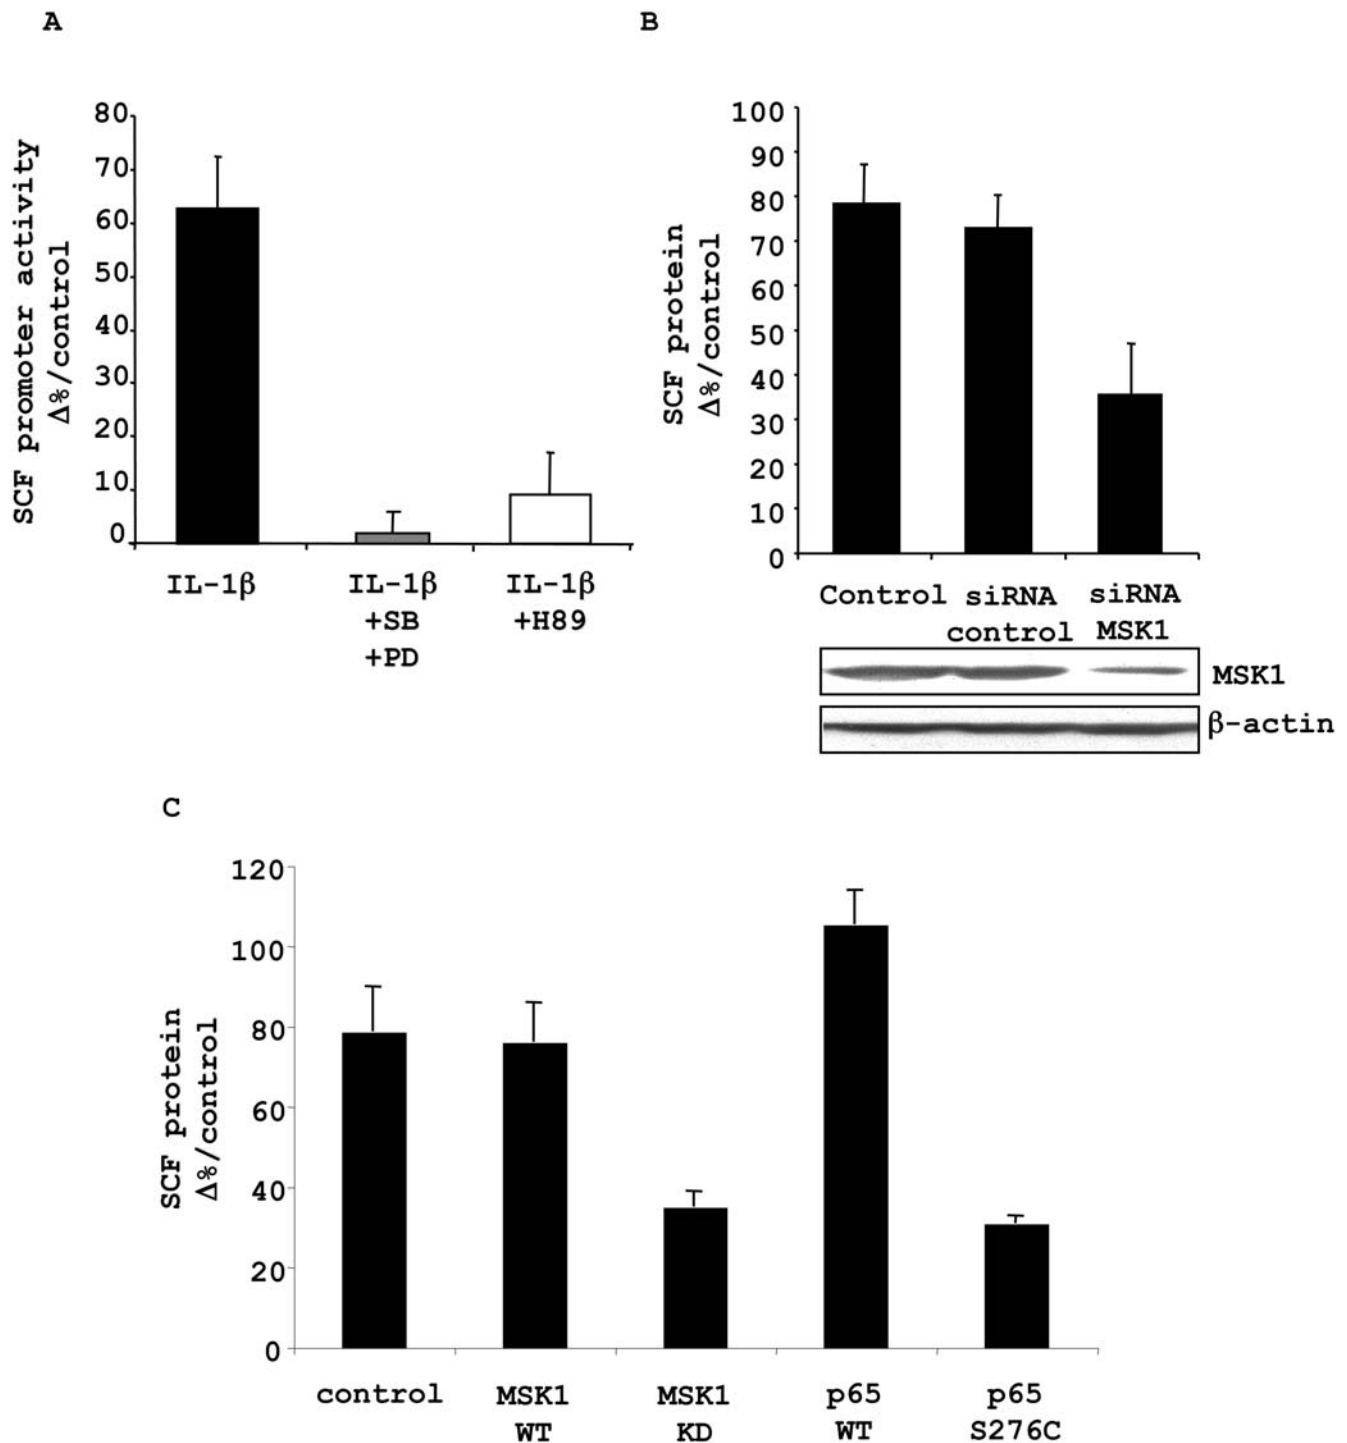 A
SCF promoter activity
Δ%/control
80
70
60
50
40
30
20
10
0
IL-1β
IL-1β
+SB
+PD
IL-1β
+H89
B
SCF protein
Δ%/control
100
90
80
70
60
50
40
30
20
10
0
Control
siRNA
control
siRNA
MSK1
MSK1
β-actin
C
SCF protein
Δ%/control
120
100
80
60
40
20
0
control
MSK1
WT
MSK1
KD
p65
WT
p65
S276C